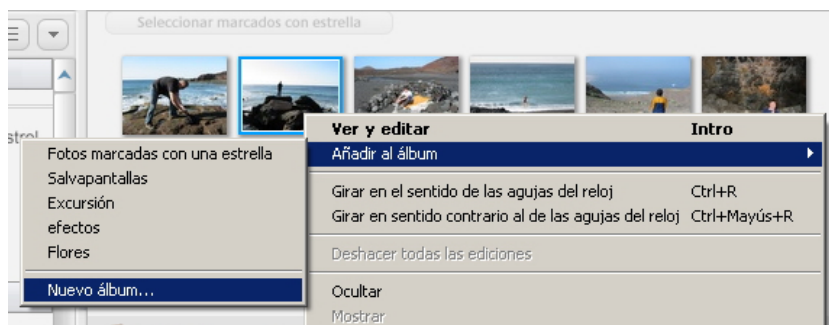 Seleccionar marcados con estrella
strel
Ver y editar Intro
Añadir al álbum
Girar en el sentido de las agujas del reloj Ctrl+R
Girar en sentido contrario al de las agujas del reloj Ctrl+Mayús+R
Deshacer todas las ediciones
Ocultar
Mostrar
Fotos marcadas con una estrella
Salvapantallas
Excursión
efectos
Flores
Nuevo álbum...